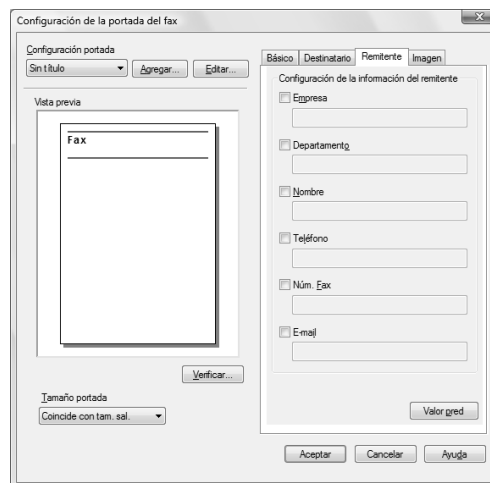 Configuración de la portada del fax
Configuración portada
Sin título
Agregar...
Editar...
Vista previa
Fax
Verificar...
Tamaño portada
Coincide con tam. sal.
Básico
Destinatario
Remitente
Imagen
Configuración de la información del remitente
Empresa
Departamento
Nombre
Teléfono
Núm. Fax
E-mail
Valor pred
Aceptar
Cancelar
Ayuda